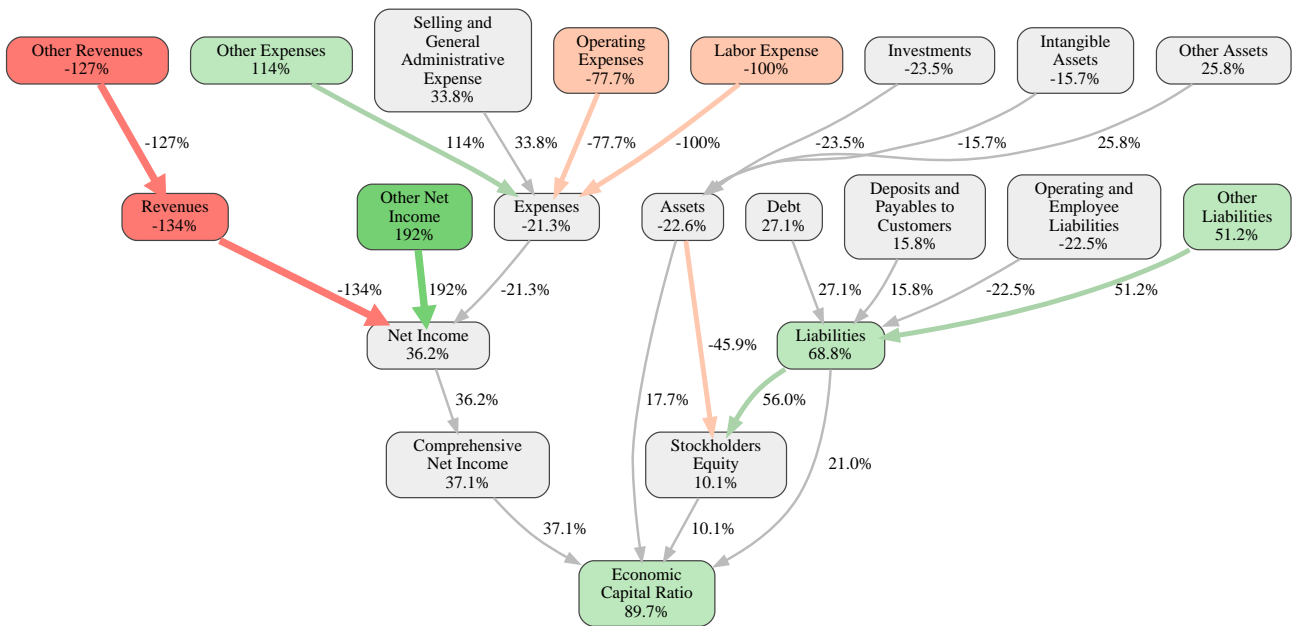 Other Revenues
-127%
Other Expenses
114%
Selling and
General
Administrative
Expense
33.8%
Operating
Expenses
-77.7%
Labor Expense
-100%
Investments
-23.5%
Intangible
Assets
-15.7%
Other Assets
25.8%
-127%
114%
33.8%
-77.7%
-100%
-23.5%
-15.7%
25.8%
Revenues
-134%
Other Net
Income
192%
Expenses
-21.3%
Assets
-22.6%
Debt
27.1%
Deposits and
Payables to
Customers
15.8%
Operating and
Employee
Liabilities
-22.5%
Other
Liabilities
51.2%
-134%
192%
-21.3%
27.1%
15.8%
-22.5%
51.2%
Net Income
36.2%
-45.9%
Liabilities
68.8%
36.2%
17.7%
56.0%
Comprehensive
Net Income
37.1%
Stockholders
Equity
10.1%
21.0%
37.1%
10.1%
Economic
Capital Ratio
89.7%